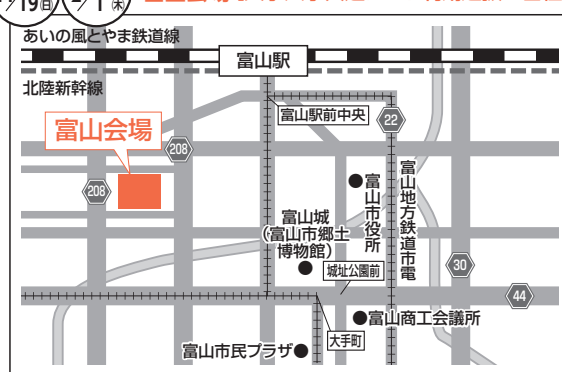 19(日)
1(木)
あいの風とやま鉄道線
富山駅
北陸新幹線
富山駅前中央
22
富山会場
208
208
富山市役所
富山地方鉄道市電
富山城
(富山市郷土
博物館)
城址公園前
30
44
富山商工会議所
大手町
富山市民プラザ